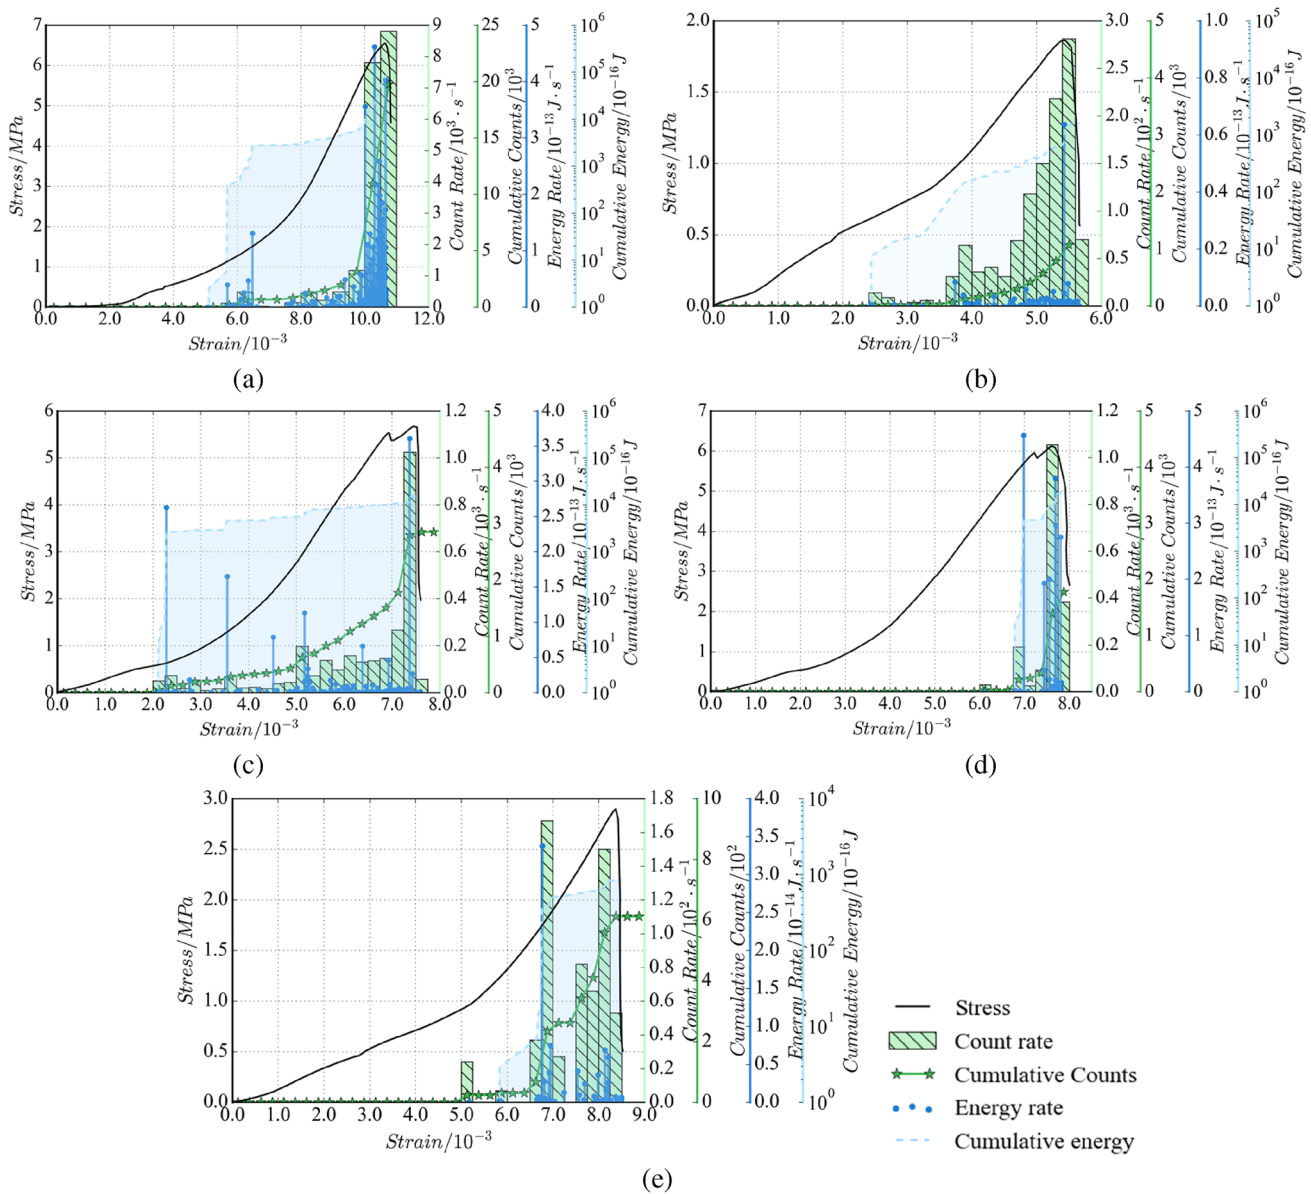 7 6 5 4 3 2 1 0
Stress/MPa
0.0 2.0 4.0 6.0 8.0 10.0 12.0
Strain/10⁻³
9 8 7 6 5 4 3 2 1 0
Count Rate/10³·s⁻¹
25 20 15 10 5 0
Cumulative Counts/10³
5 4 3 2 1 0
Energy Rate/10⁻¹³J·s⁻¹
10⁶ 10⁵ 10⁴ 10³ 10² 10¹ 10⁰
Cumulative Energy/10⁻¹⁶J
(a)
2.0 1.5 1.0 0.5 0.0
Stress/MPa
0.0 1.0 2.0 3.0 4.0 5.0 6.0
Strain/10⁻³
3.0 2.5 2.0 1.5 1.0 0.5 0.0
Count Rate/10²·s⁻¹
5 4 3 2 1 0
Cumulative Counts/10³
1.0 0.8 0.6 0.4 0.2 0.0
Energy Rate/10⁻¹³J·s⁻¹
10⁵ 10⁴ 10³ 10² 10¹ 10⁰
Cumulative Energy/10⁻¹⁶J
(b)
6 5 4 3 2 1 0
Stress/MPa
0.0 1.0 2.0 3.0 4.0 5.0 6.0 7.0 8.0
Strain/10⁻³
1.2 1.0 0.8 0.6 0.4 0.2 0.0
Count Rate/10³·s⁻¹
5 4 3 2 1 0
Cumulative Counts/10³
4.0 3.5 3.0 2.5 2.0 1.5 1.0 0.5 0.0
Energy Rate/10⁻¹³J·s⁻¹
10⁶ 10⁵ 10⁴ 10³ 10² 10¹ 10⁰
Cumulative Energy/10⁻¹⁶J
(c)
7 6 5 4 3 2 1 0
Stress/MPa
0.0 1.0 2.0 3.0 4.0 5.0 6.0 7.0 8.0
Strain/10⁻³
1.2 1.0 0.8 0.6 0.4 0.2 0.0
Count Rate/10³·s⁻¹
5 4 3 2 1 0
Cumulative Counts/10³
5 4 3 2 1 0
Energy Rate/10⁻¹³J·s⁻¹
10⁶ 10⁵ 10⁴ 10³ 10² 10¹ 10⁰
Cumulative Energy/10⁻¹⁶J
(d)
3.0 2.5 2.0 1.5 1.0 0.5 0.0
Stress/MPa
0.0 1.0 2.0 3.0 4.0 5.0 6.0 7.0 8.0 9.0
Strain/10⁻³
1.8 1.6 1.4 1.2 1.0 0.8 0.6 0.4 0.2 0.0
Count Rate/10²·s⁻¹
10 8 6 4 2 0
Cumulative Counts/10²
4.0 3.5 3.0 2.5 2.0 1.5 1.0 0.5 0.0
Energy Rate/10⁻¹⁴J·s⁻¹
10⁴ 10³ 10² 10¹ 10⁰
Cumulative Energy/10⁻¹⁶J
(e)
Stress
Count rate
Cumulative Counts
Energy rate
Cumulative energy